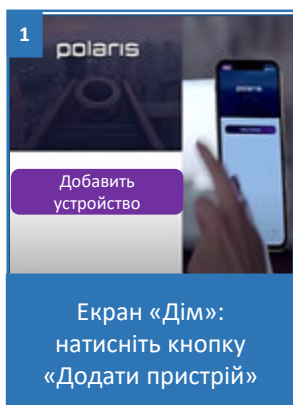 1
polaris
Добавить
устройство
Екран «Дім»:
натисніть кнопку
«Додати пристрій»